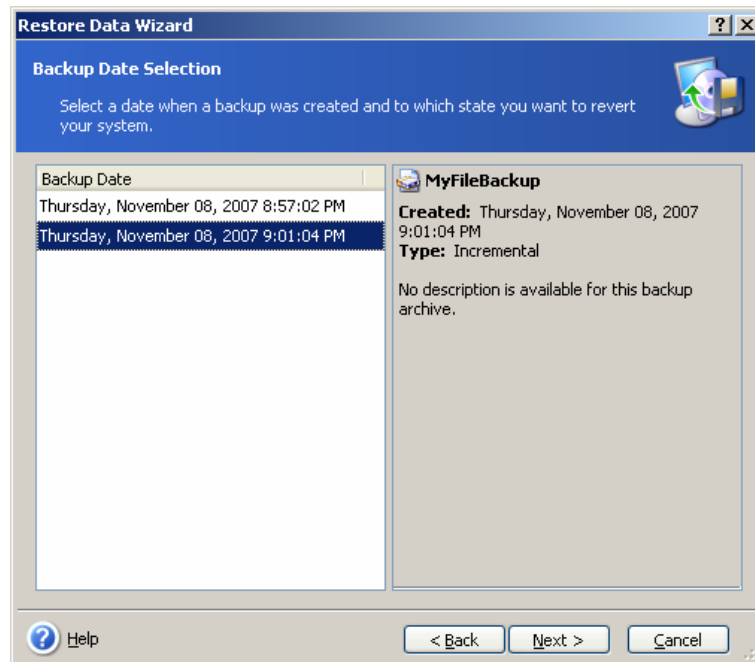 Restore Data Wizard
Backup Date Selection
Select a date when a backup was created and to which state you want to revert
your system.
Backup Date
Thursday, November 08, 2007 8:57:02 PM
Thursday, November 08, 2007 9:01:04 PM
MyFileBackup
Created: Thursday, November 08, 2007
9:01:04 PM
Type: Incremental
No description is available for this backup
archive.
Help
< Back
Next >
Cancel